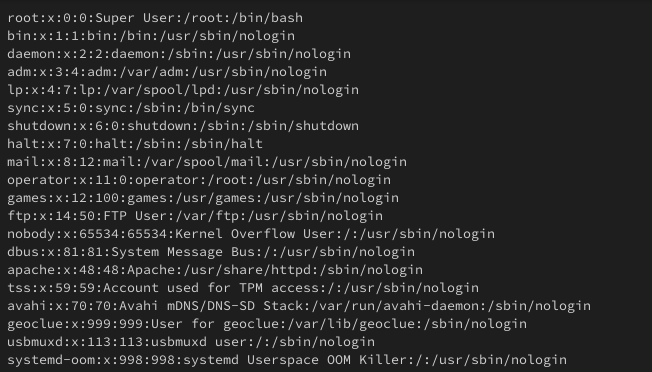 root:x:0:0:Super User:/root:/bin/bash
bin:x:1:1:bin:/bin:/usr/sbin/nologin
daemon:x:2:2:daemon:/sbin:/usr/sbin/nologin
adm:x:3:4:adm:/var/adm:/usr/sbin/nologin
lp:x:4:7:lp:/var/spool/lpd:/usr/sbin/nologin
sync:x:5:0:sync:/sbin:/bin/sync
shutdown:x:6:0:shutdown:/sbin:/sbin/shutdown
halt:x:7:0:halt:/sbin:/sbin/halt
mail:x:8:12:mail:/var/spool/mail:/usr/sbin/nologin
operator:x:11:0:operator:/root:/usr/sbin/nologin
games:x:12:100:games:/usr/games:/usr/sbin/nologin
ftp:x:14:50:FTP User:/var/ftp:/usr/sbin/nologin
nobody:x:65534:65534:Kernel Overflow User:/:/usr/sbin/nologin
dbus:x:81:81:System Message Bus:/:/usr/sbin/nologin
apache:x:48:48:Apache:/usr/share/httpd:/sbin/nologin
tss:x:59:59:Account used for TPM access:/:/usr/sbin/nologin
avahi:x:70:70:Avahi mDNS/DNS-SD Stack:/var/run/avahi-daemon:/sbin/nologin
geoclue:x:999:999:User for geoclue:/var/lib/geoclue:/sbin/nologin
usbmuxd:x:113:113:usbmuxd user:/:/sbin/nologin
systemd-oom:x:998:998:systemd Userspace OOM Killer:/:/usr/sbin/nologin